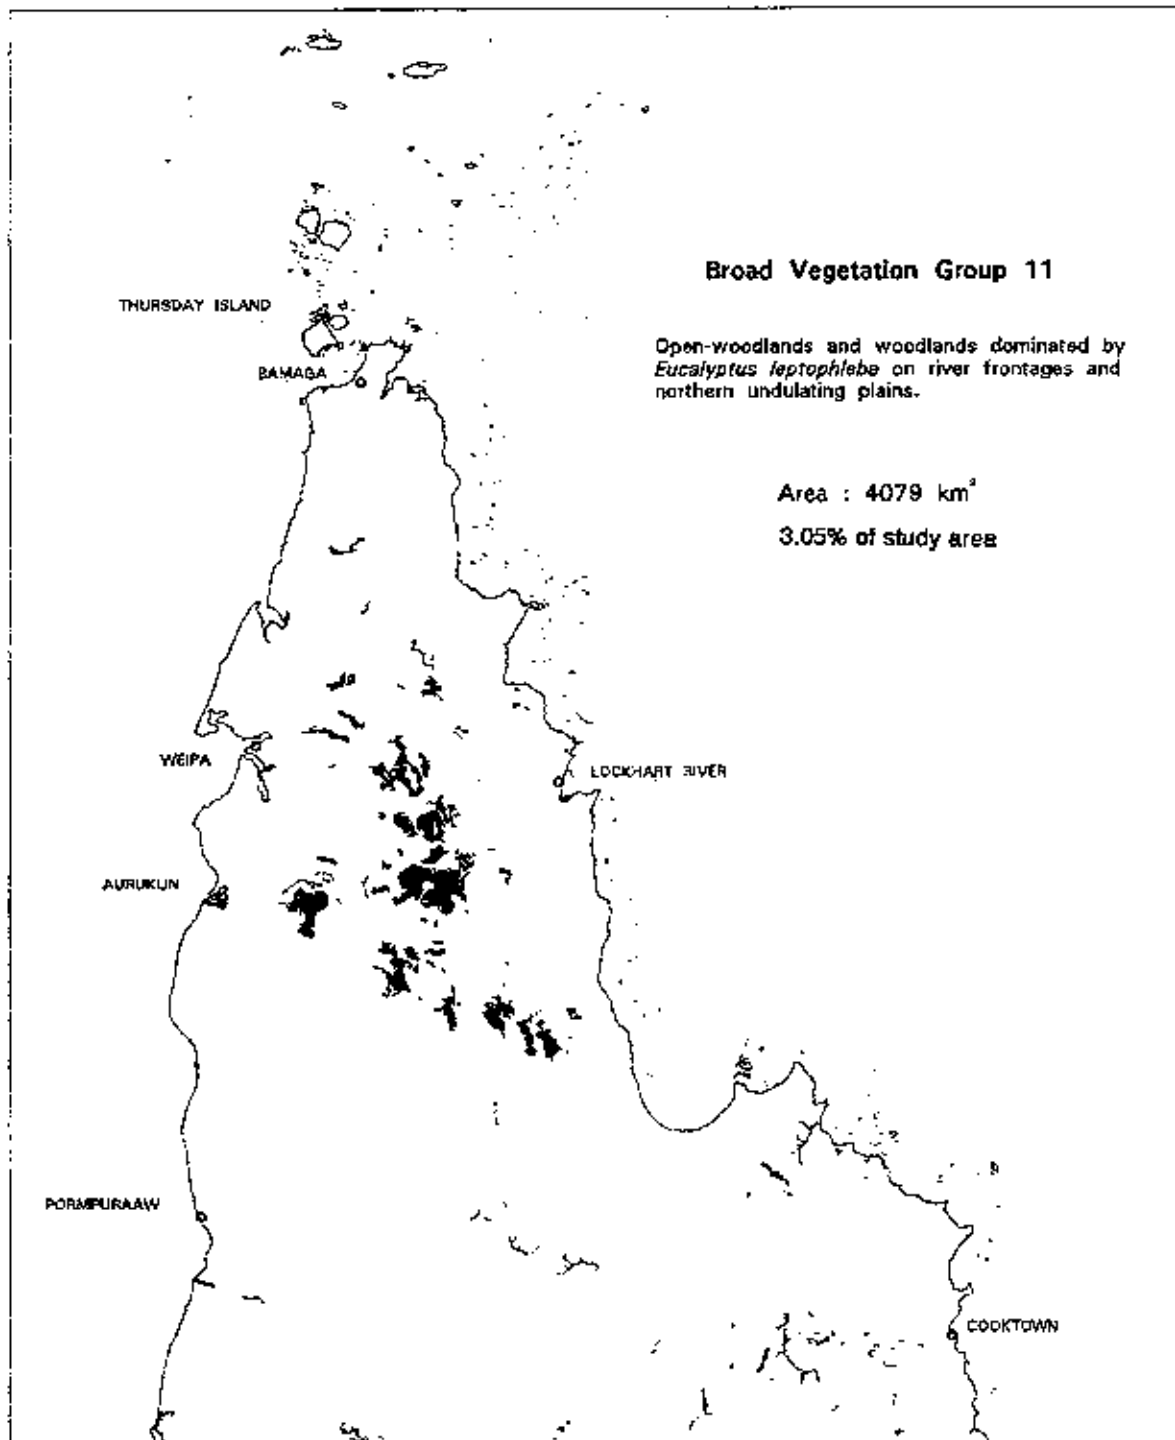 Broad Vegetation Group 11
THURSDAY ISLAND
Open-woodlands and woodlands dominated by
Eucalyptus leptophleba on river frontages and
northern undulating plains.
BAMAGA
Area : 4079 km²
3.05% of study area
WEIPA
LOCKHART RIVER
AURUKUN
PORMPURAAW
COOKTOWN